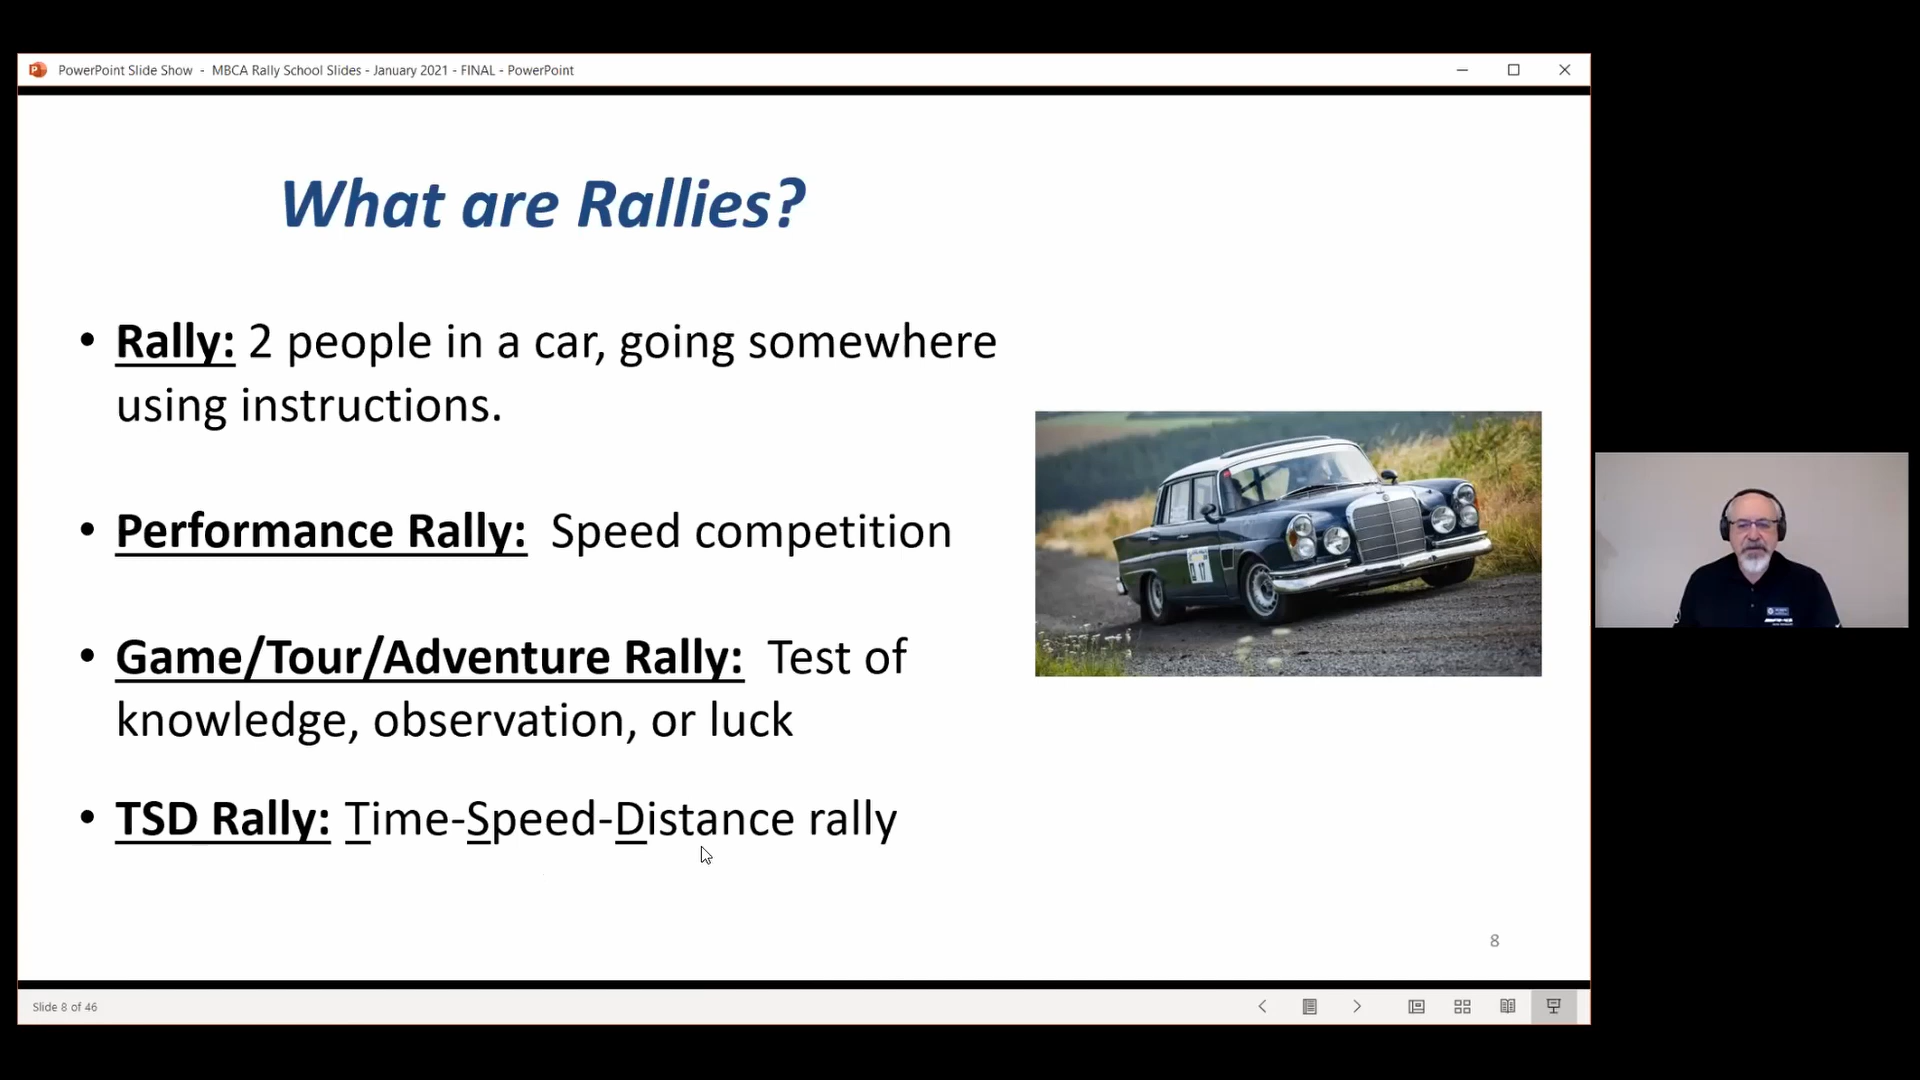 PowerPoint Slide Show - MBCA Rally School Slides - January 2021 - FINAL - PowerPoint
What are Rallies?
• Rally: 2 people in a car, going somewhere
using instructions.
• Performance Rally: Speed competition
• Game/Tour/Adventure Rally: Test of
knowledge, observation, or luck
• TSD Rally: Time-Speed-Distance rally
17
8
Slide 8 of 46